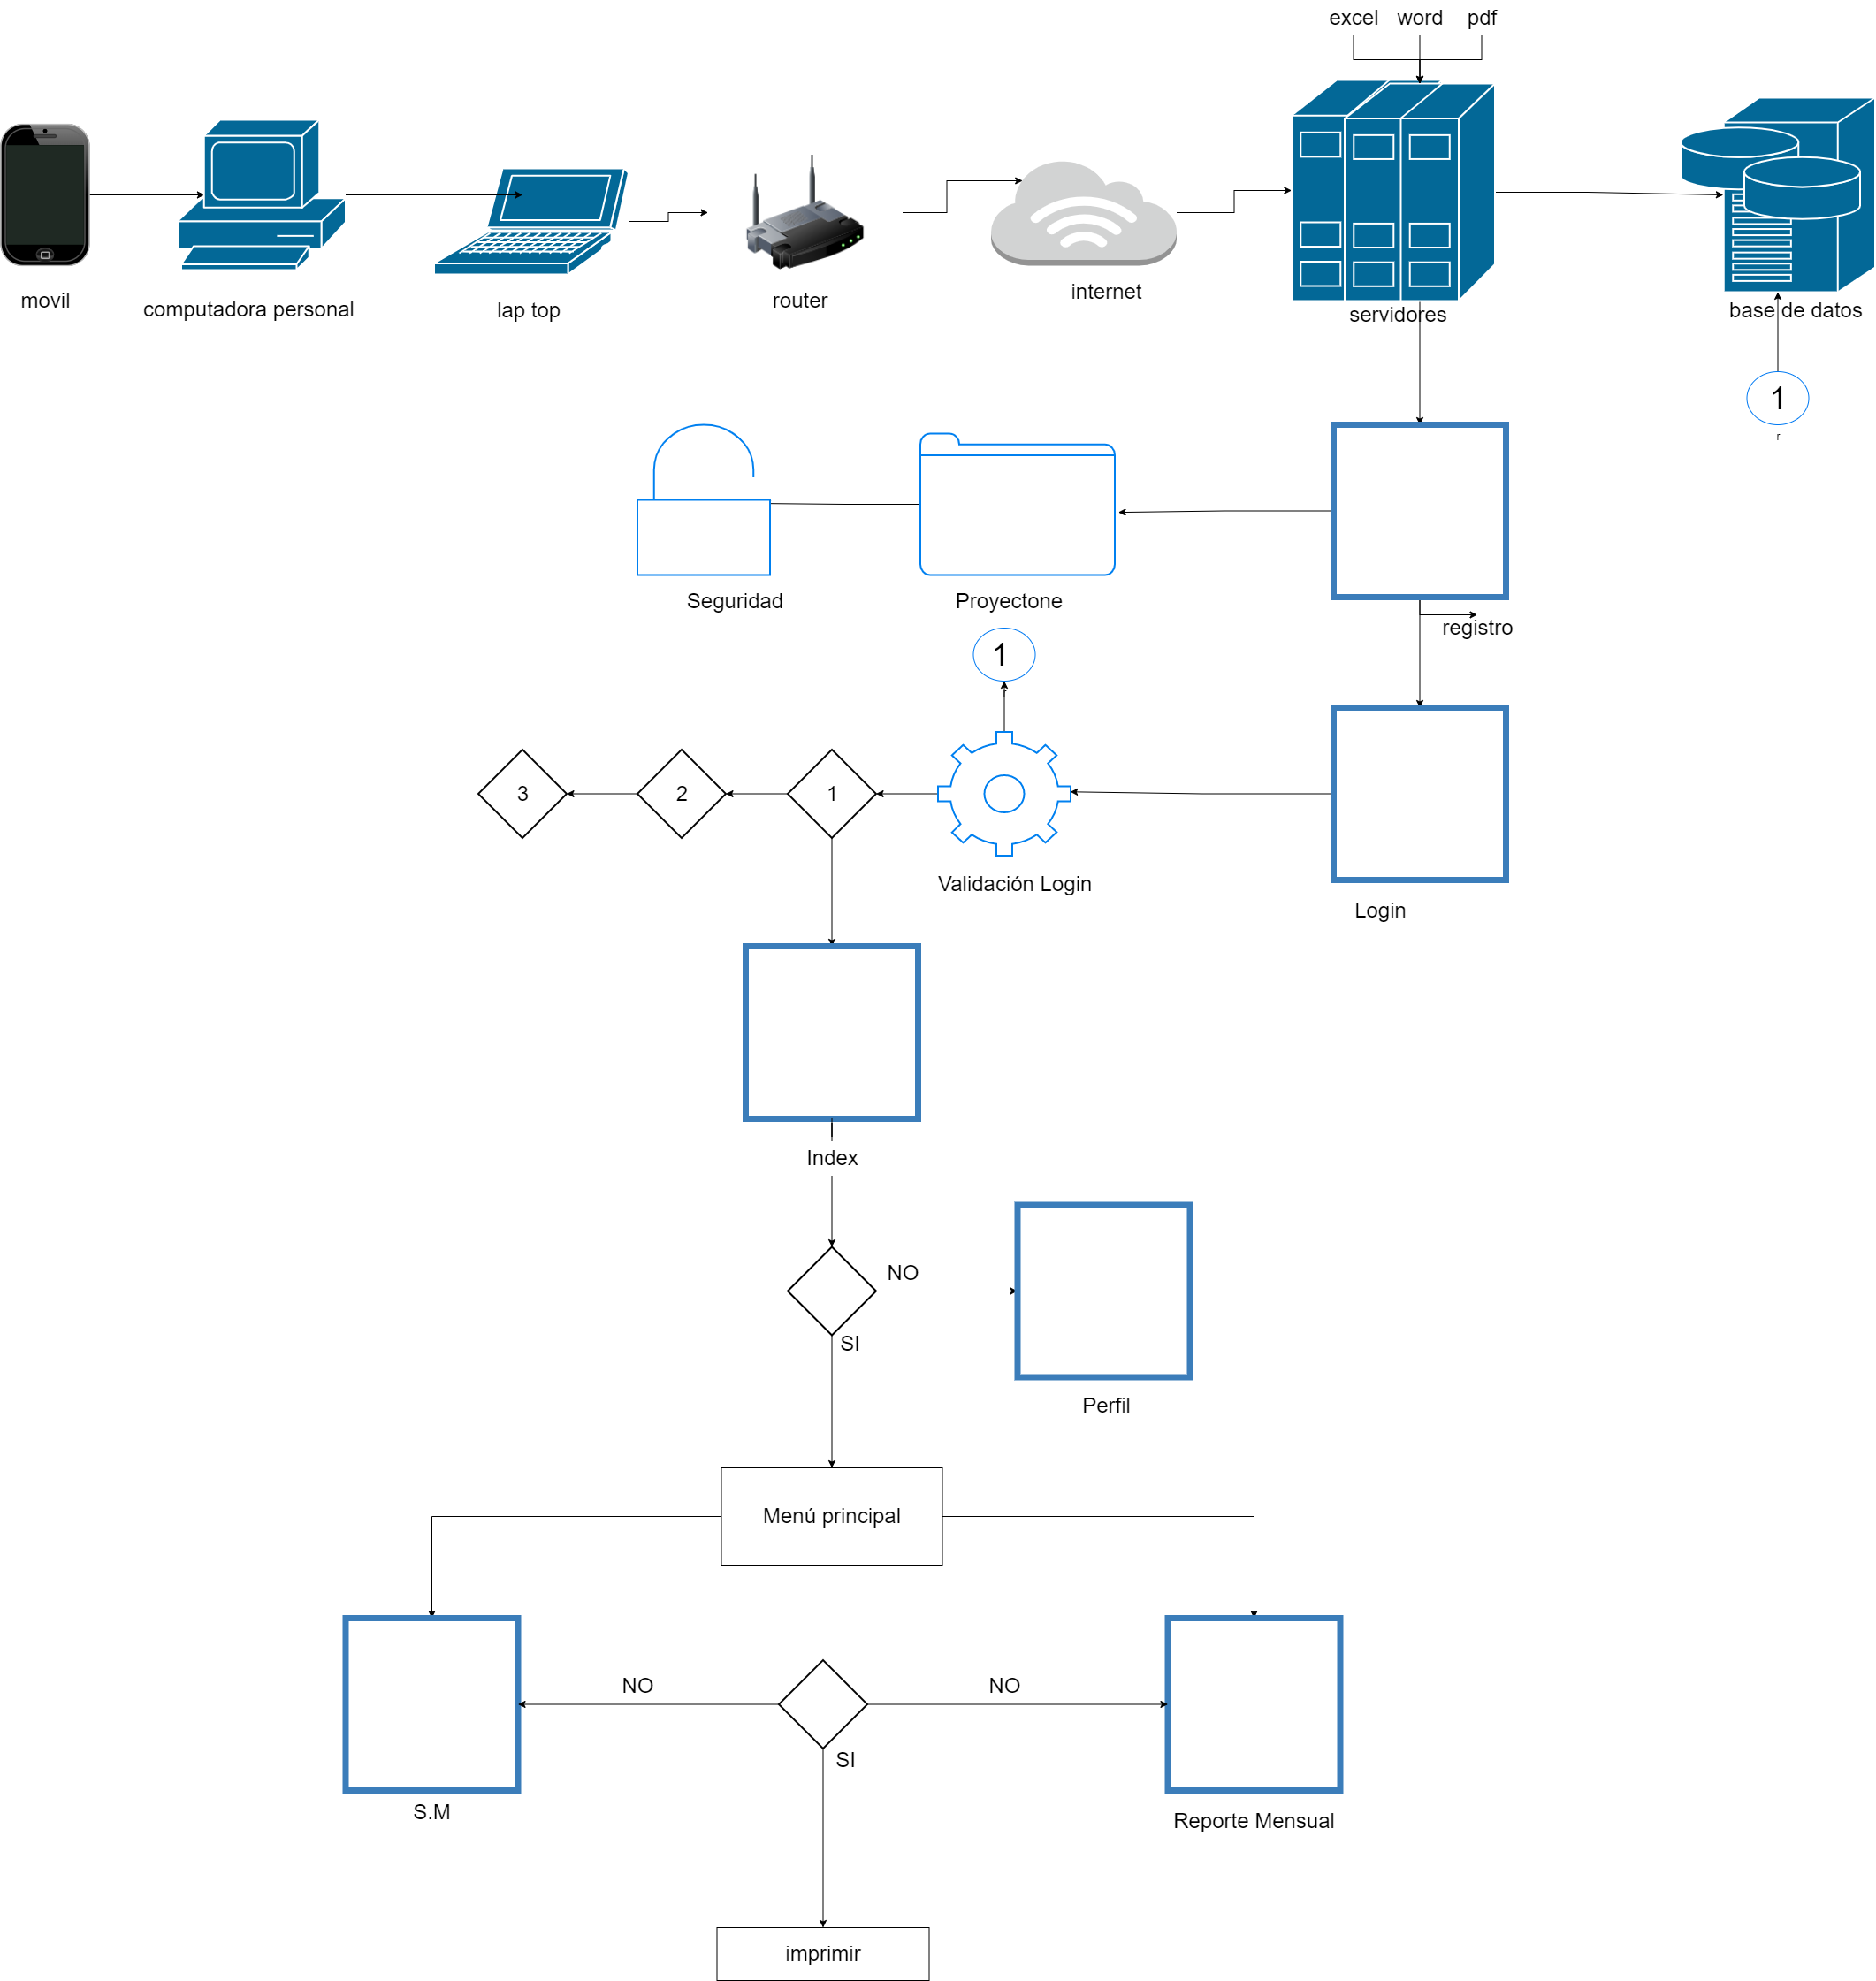 excel word pdf
movil
computadora personal
lap top
router
internet
servidores
base de datos
1
r
Seguridad
Proyectone
registro
1
r
3
2
1
Validación Login
Login
Index
NO
SI
Perfil
Menú principal
NO
NO
SI
S.M
Reporte Mensual
imprimir